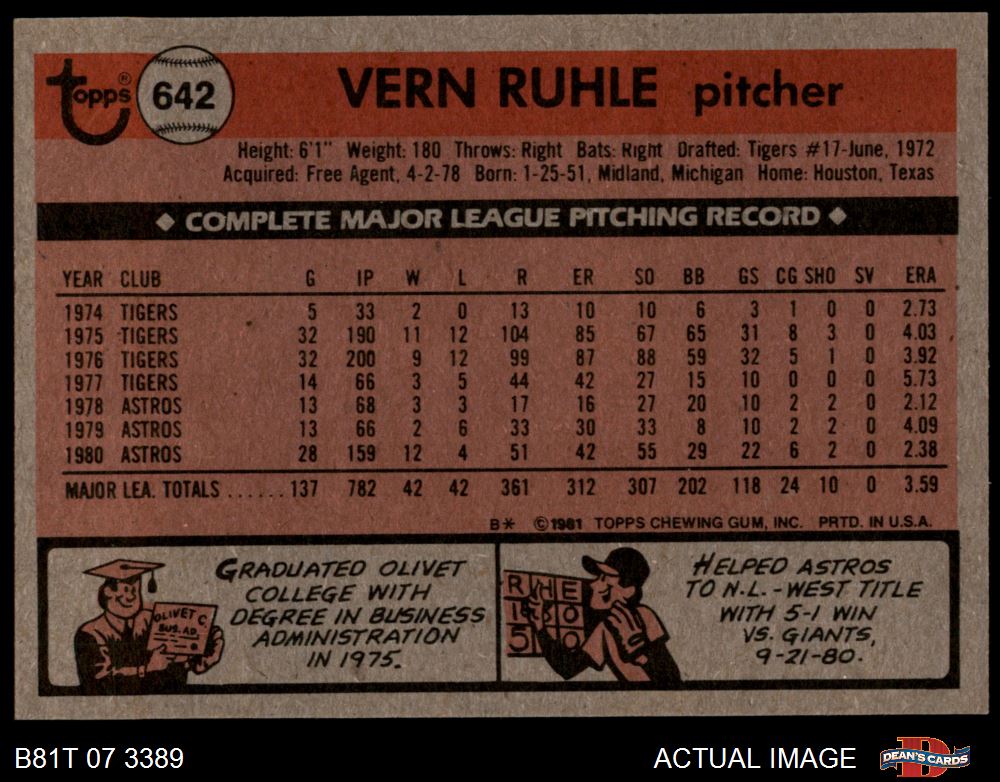 topps® 642 VERN RUHLE pitcher
Height: 6'1" Weight: 180 Throws: Right Bats: Right Drafted: Tigers #17-June, 1972
Acquired: Free Agent, 4-2-78 Born: 1-25-51, Midland, Michigan Home: Houston, Texas
◆ COMPLETE MAJOR LEAGUE PITCHING RECORD ◆
YEAR CLUB G IP W L R ER SO BB GS CG SHO SV ERA
1974 TIGERS 5 33 2 0 13 10 10 6 3 1 0 0 2.73
1975 TIGERS 32 190 11 12 104 85 67 65 31 8 3 0 4.03
1976 TIGERS 32 200 9 12 99 87 88 59 32 5 1 0 3.92
1977 TIGERS 14 66 3 5 44 42 27 15 10 0 0 0 5.73
1978 ASTROS 13 68 3 3 17 16 27 20 10 2 2 0 2.12
1979 ASTROS 13 66 2 6 33 30 33 8 10 2 2 0 4.09
1980 ASTROS 28 159 12 4 51 42 55 29 22 6 2 0 2.38
MAJOR LEA. TOTALS ...... 137 782 42 42 361 312 307 202 118 24 10 0 3.59
B* ©1981 TOPPS CHEWING GUM, INC. PRTD. IN U.S.A.
GRADUATED OLIVET
COLLEGE WITH
DEGREE IN BUSINESS
ADMINISTRATION
IN 1975.
OLIVET C.
BUS. AD.
R H E
1 0
5 0
HELPED ASTROS
TO N.L.-WEST TITLE
WITH 5-1 WIN
VS. GIANTS,
9-21-80.
B81T 07 3389 ACTUAL IMAGE DEAN'S CARDS